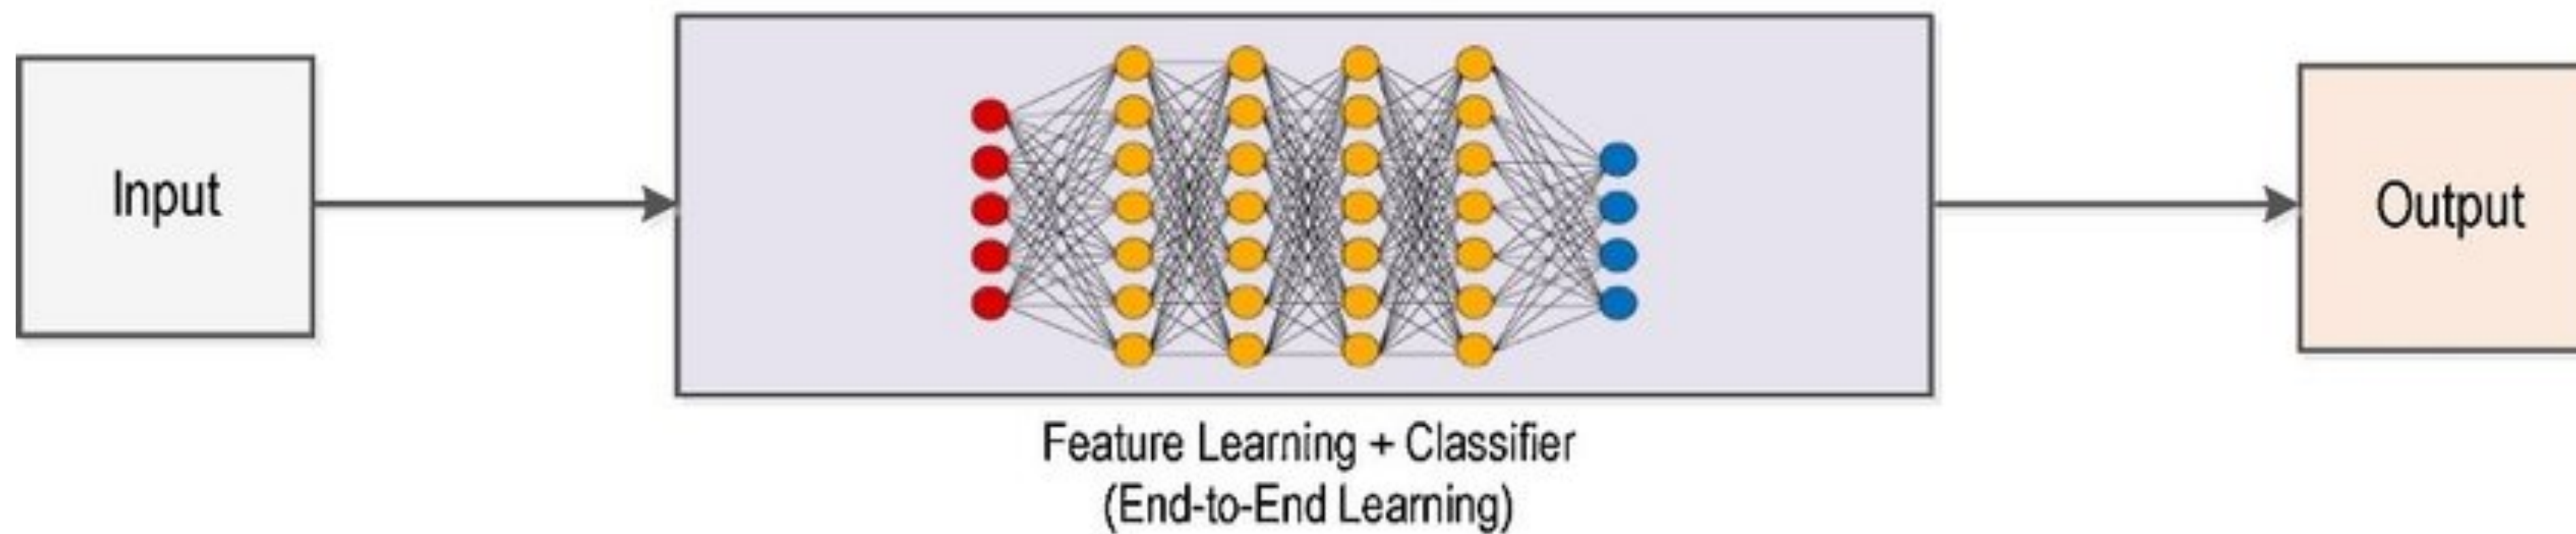 Input
Output
Feature Learning + Classifier
(End-to-End Learning)